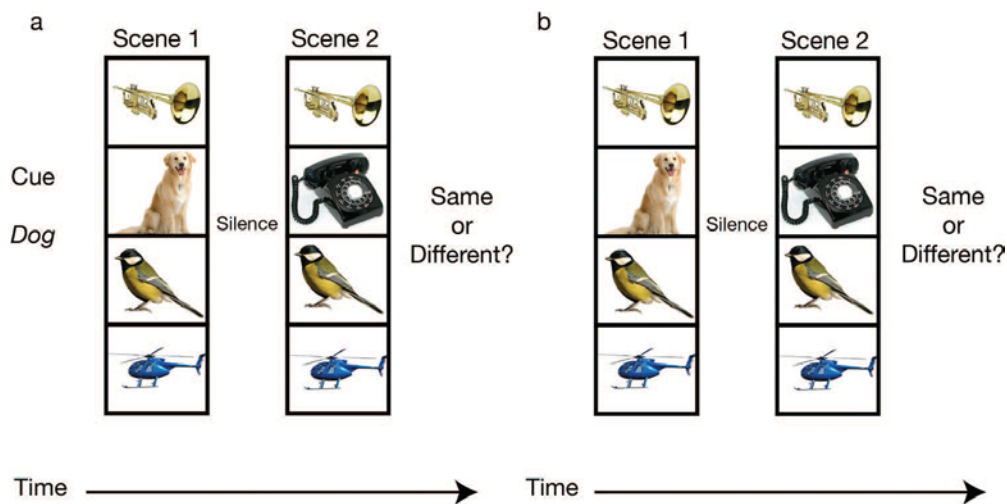 a
Scene 1
Scene 2
Cue
Dog
Silence
Same
or
Different?
Time
b
Scene 1
Scene 2
Silence
Same
or
Different?
Time